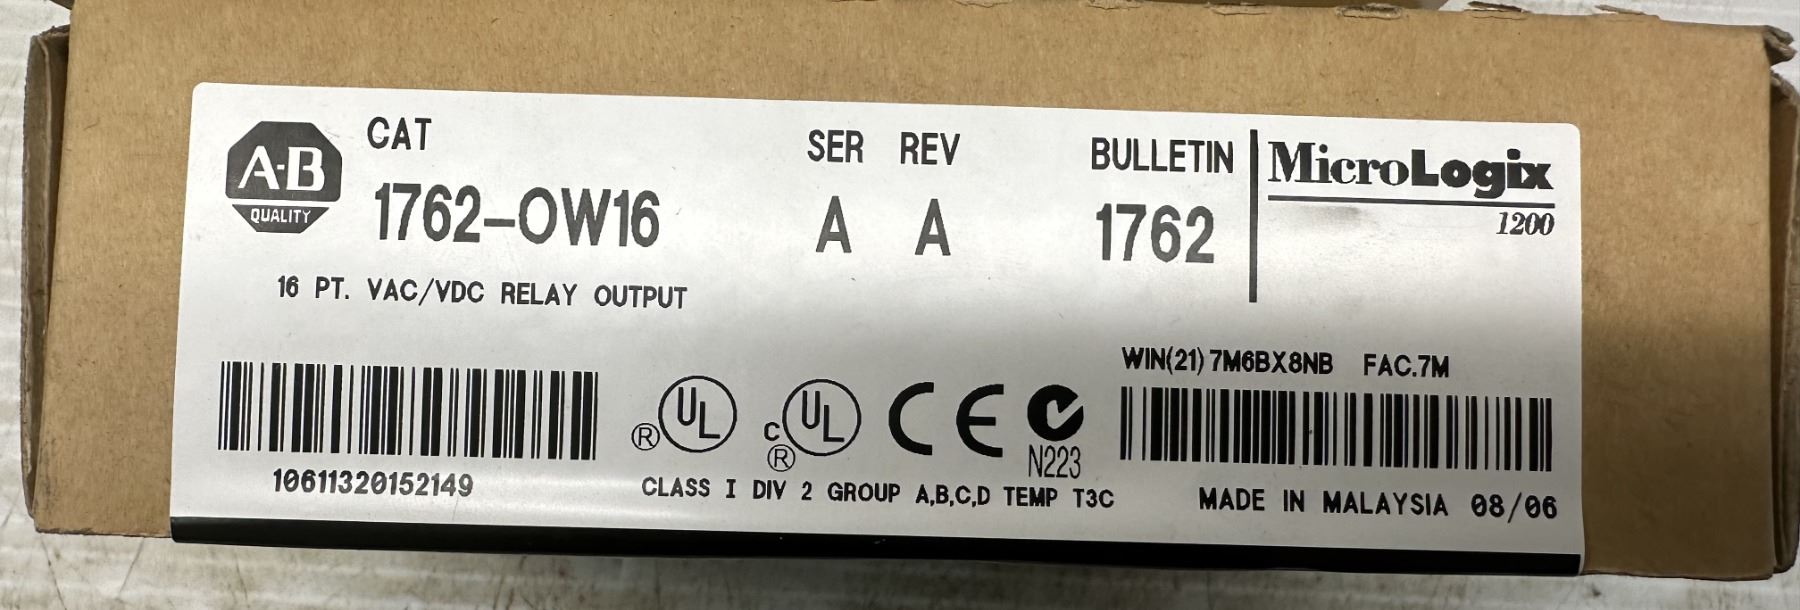 A-B
QUALITY
CAT
1762-OW16
16 PT. VAC/VDC RELAY OUTPUT
SER REV
A A
BULLETIN
1762
MicroLogix
1200
10611320152149
UL
®
c UL
®
CE
N223
CLASS I DIV 2 GROUP A,B,C,D TEMP T3C
WIN(21)7M6BX8NB FAC.7M
MADE IN MALAYSIA 08/06